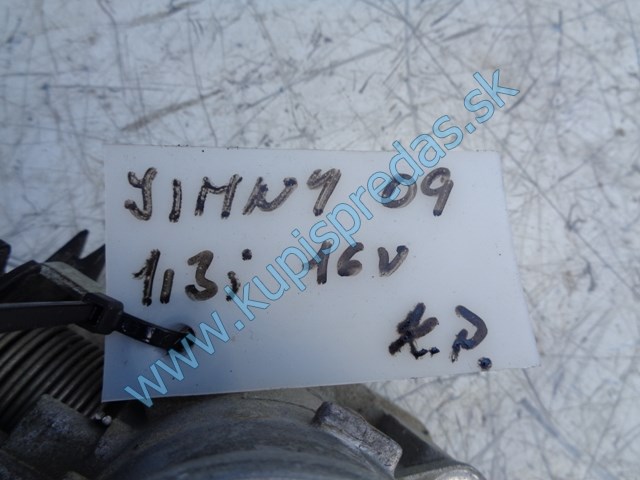 JIMNY 09
1,3i 16V
K.P.
www.kupispredas.sk